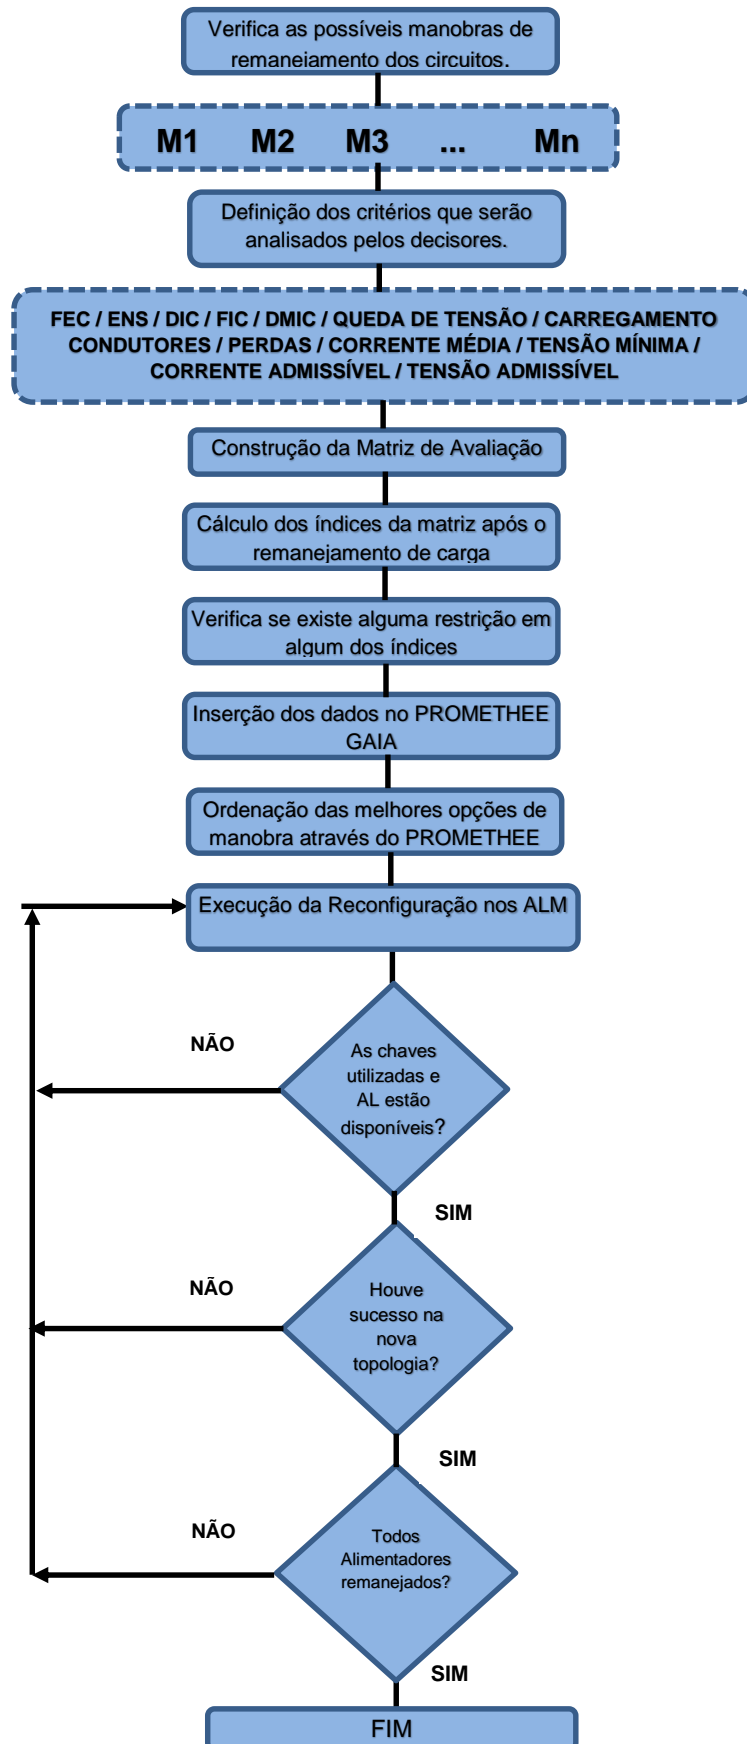 Verifica as possíveis manobras de
remanejamento dos circuitos.
M1 M2 M3 ... Mn
Definição dos critérios que serão
analisados pelos decisores.
FEC / ENS / DIC / FIC / DMIC / QUEDA DE TENSÃO / CARREGAMENTO
CONDUTORES / PERDAS / CORRENTE MÉDIA / TENSÃO MÍNIMA /
CORRENTE ADMISSÍVEL / TENSÃO ADMISSÍVEL
Construção da Matriz de Avaliação
Cálculo dos índices da matriz após o
remanejamento de carga
Verifica se existe alguma restrição em
algum dos índices
Inserção dos dados no PROMETHEE
GAIA
Ordenação das melhores opções de
manobra através do PROMETHEE
Execução da Reconfiguração nos ALM
NÃO
As chaves
utilizadas e
AL estão
disponíveis?
SIM
NÃO
Houve
sucesso na
nova
topologia?
SIM
NÃO
Todos
Alimentadores
remanejados?
SIM
FIM